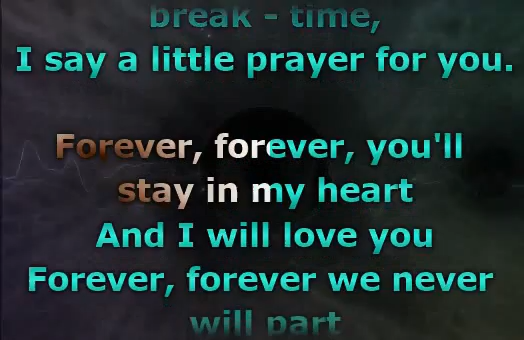 break - time,
I say a little prayer for you.
Forever, forever, you'll
stay in my heart
And I will love you
Forever, forever we never
will part